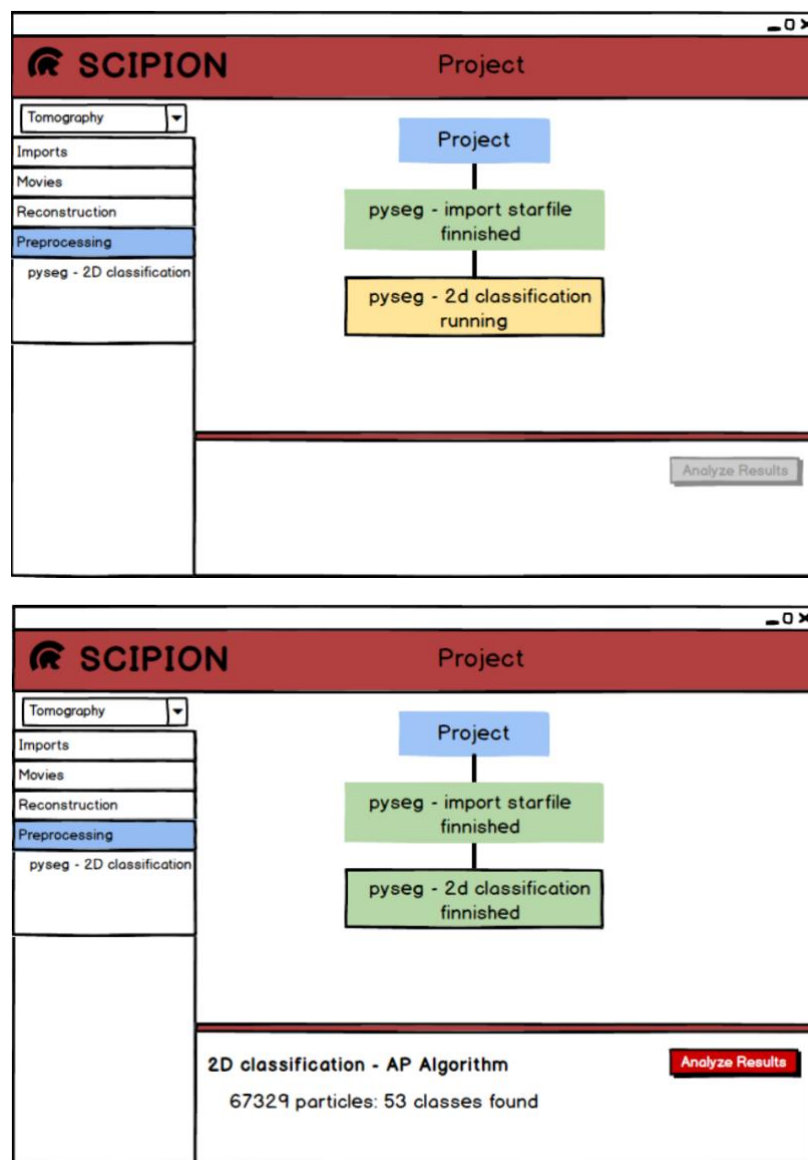 SCIPION
Project
Tomography
Imports
Movies
Reconstruction
Preprocessing
pyseg - 2D classification
Project
pyseg - import starfile
finnished
pyseg - 2d classification
running
Analyze Results
SCIPION
Project
Tomography
Imports
Movies
Reconstruction
Preprocessing
pyseg - 2D classification
Project
pyseg - import starfile
finnished
pyseg - 2d classification
finnished
2D classification - AP Algorithm
Analyze Results
67329 particles: 53 classes found